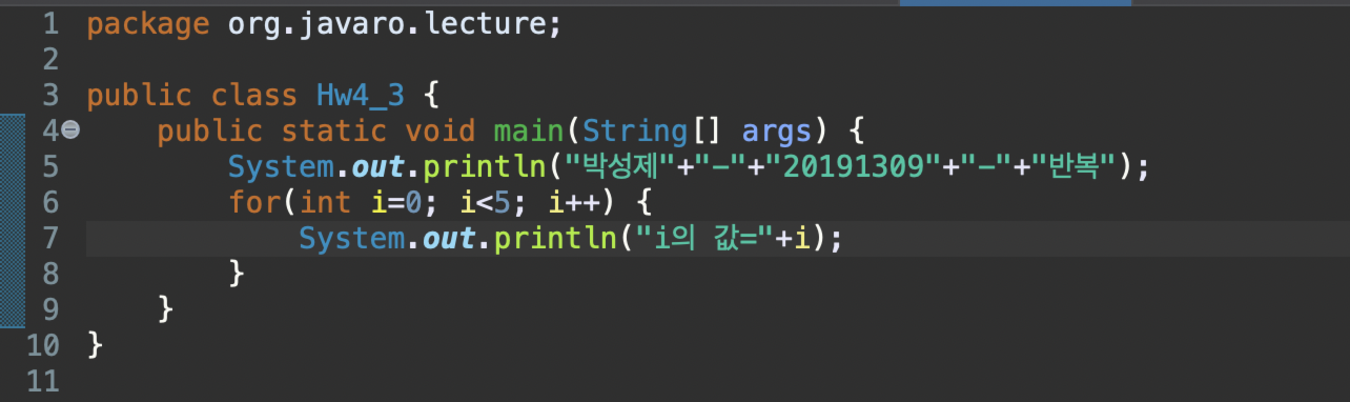 1 package org.javaro.lecture;
2
3 public class Hw4_3 {
4 public static void main(String[] args) {
5 System.out.println("박성제"+"-"+"20191309"+"-"+"반복");
6 for(int i=0; i<5; i++) {
7 System.out.println("i의 값="+i);
8 }
9 }
10 }
11